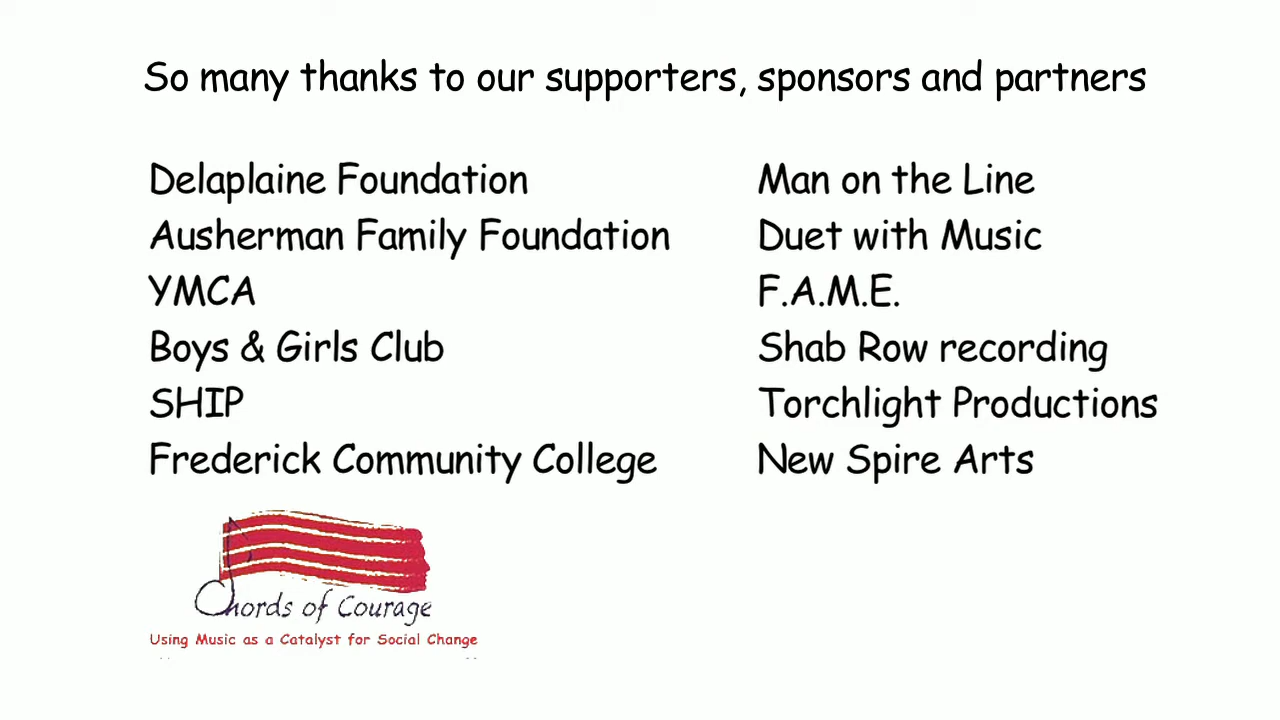 So many thanks to our supporters, sponsors and partners
Delaplaine Foundation
Ausherman Family Foundation
YMCA
Boys & Girls Club
SHIP
Frederick Community College
Man on the Line
Duet with Music
F.A.M.E.
Shab Row recording
Torchlight Productions
New Spire Arts
Chords of Courage
Using Music as a Catalyst for Social Change